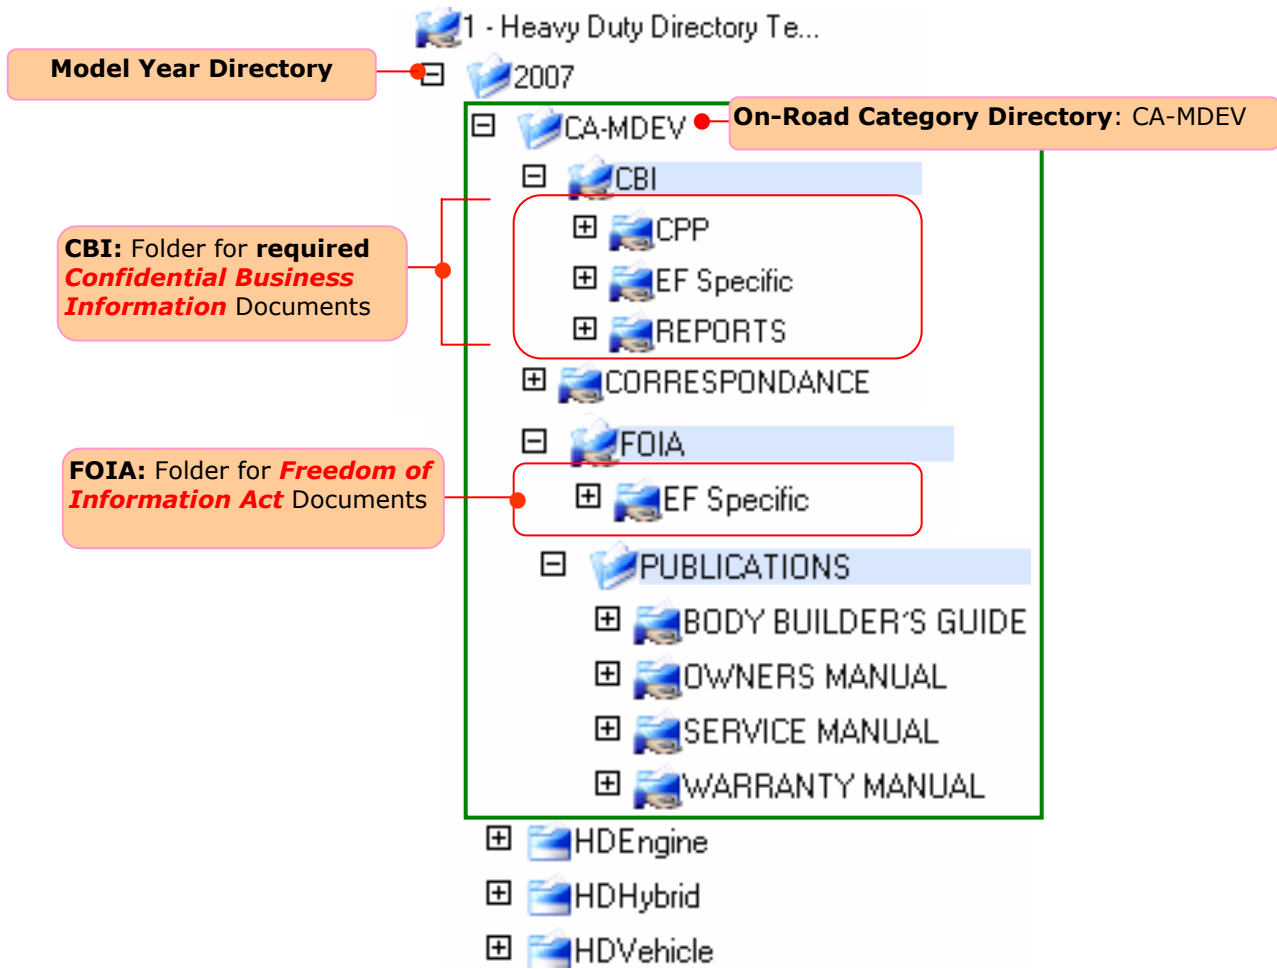 1 - Heavy Duty Directory Te...
Model Year Directory
2007
CA-MDEV
On-Road Category Directory: CA-MDEV
CBI
CPP
CBI: Folder for required
Confidential Business
Information Documents
EF Specific
REPORTS
CORRESPONDANCE
FOIA
FOIA: Folder for Freedom of
Information Act Documents
EF Specific
PUBLICATIONS
BODY BUILDER'S GUIDE
OWNERS MANUAL
SERVICE MANUAL
WARRANTY MANUAL
HDEngine
HDHybrid
HDVehicle